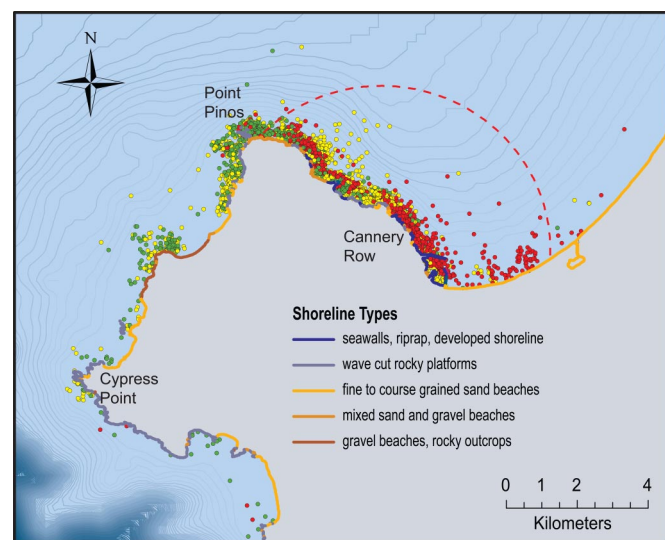 N
Point
Pinos
Cannery
Row
Cypress
Point
Shoreline Types
seawalls, riprap, developed shoreline
wave cut rocky platforms
fine to course grained sand beaches
mixed sand and gravel beaches
gravel beaches, rocky outcrops
0 1 2 4
Kilometers